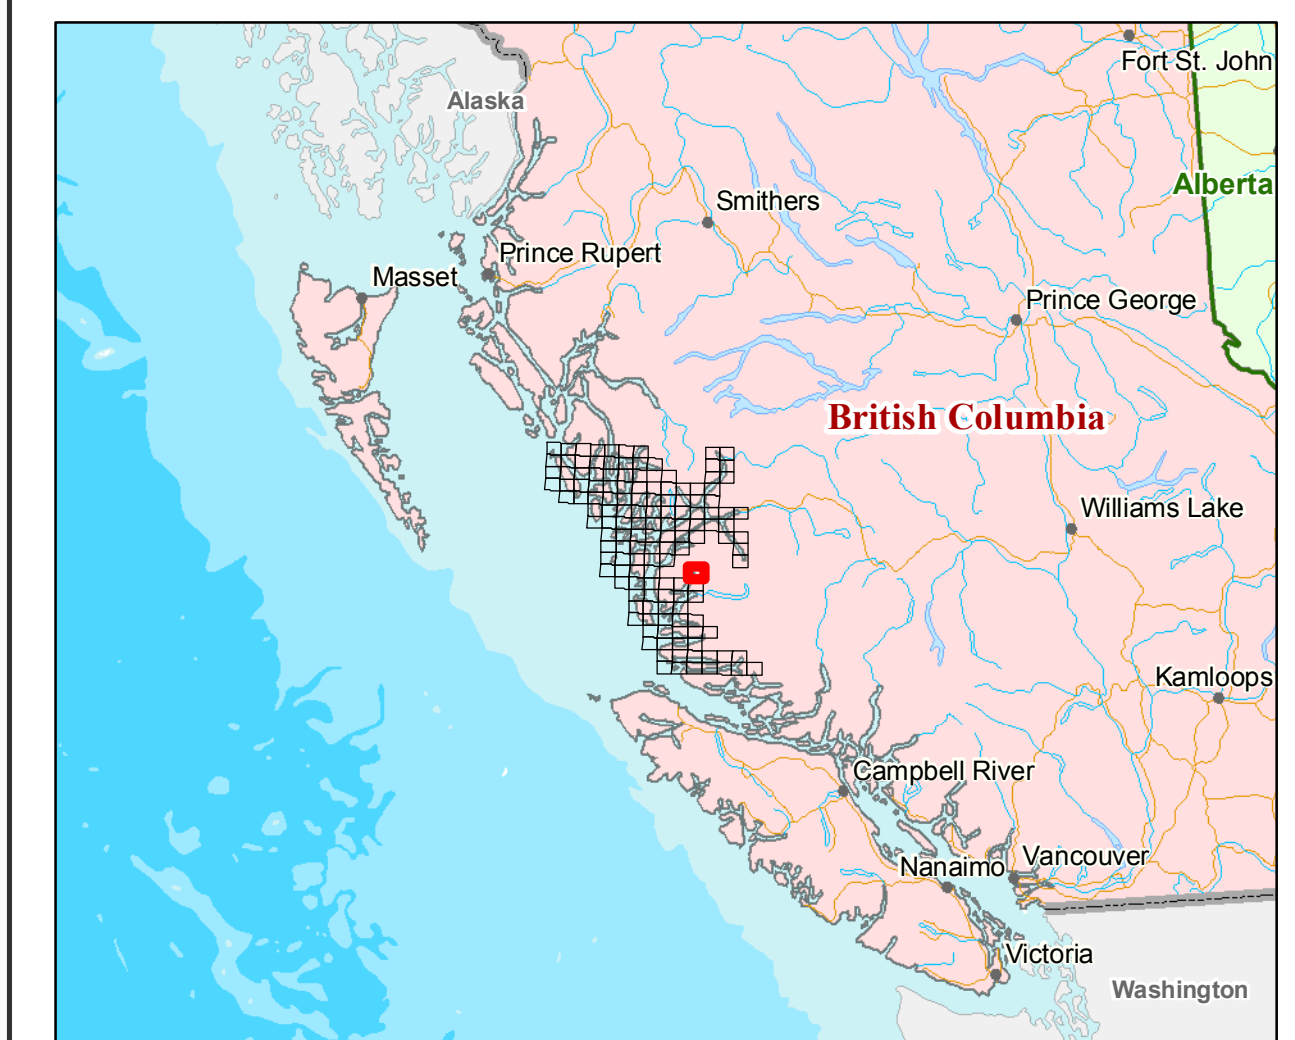 Fort St. John
Alaska
Alberta
Smithers
Prince Rupert
Masset
Prince George
British Columbia
Williams Lake
Kamloops
Campbell River
Vancouver
Nanaimo
Victoria
Washington